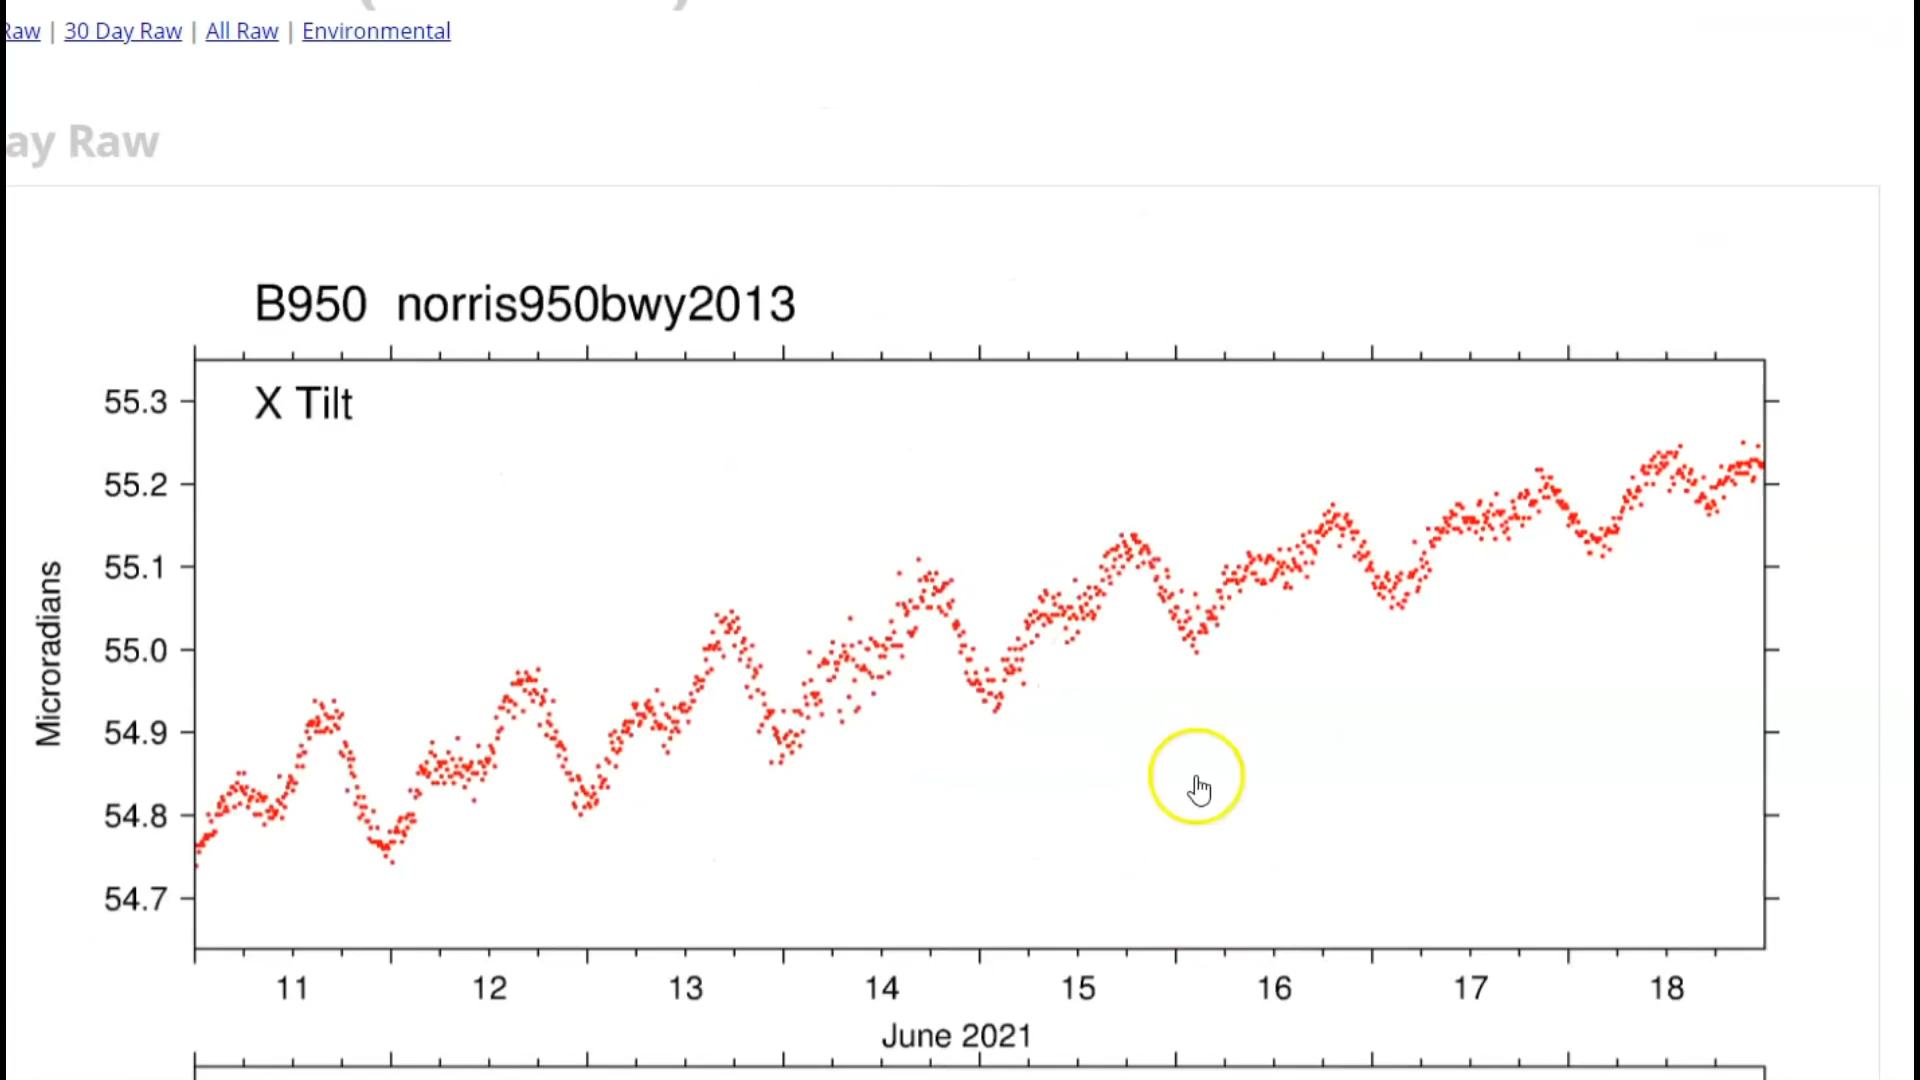 Raw | 30 Day Raw | All Raw | Environmental
ay Raw
B950 norris950bwy2013
X Tilt
55.3
55.2
55.1
55.0
54.9
54.8
54.7
Microradians
11 12 13 14 15 16 17 18
June 2021